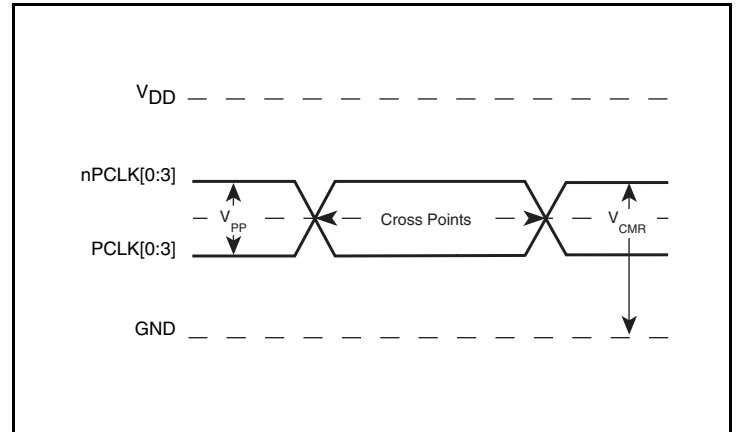 VDD
nPCLK[0:3]
VPP
Cross Points
VCMR
PCLK[0:3]
GND